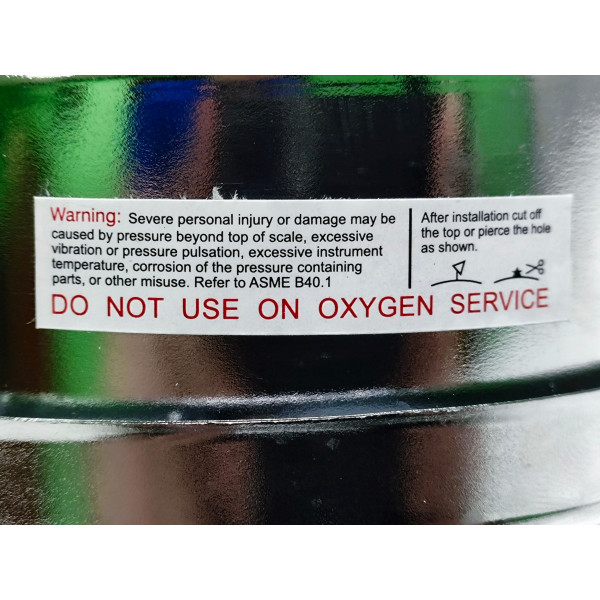 Warning: Severe personal injury or damage may be
caused by pressure beyond top of scale, excessive
vibration or pressure pulsation, excessive instrument
temperature, corrosion of the pressure containing
parts, or other misuse. Refer to ASME B40.1
After installation cut off
the top or pierce the hole
as shown.
DO NOT USE ON OXYGEN SERVICE